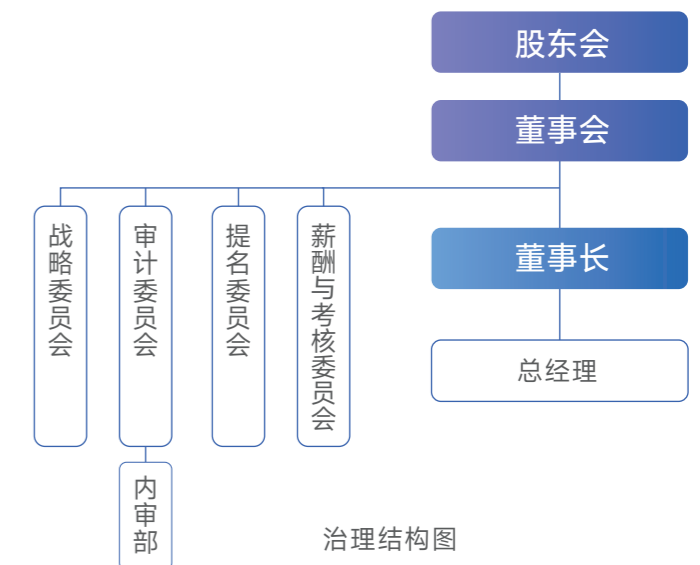 股东会
董事会
战略委员会
审计委员会
提名委员会
薪酬与考核委员会
董事长
总经理
内审部
治理结构图